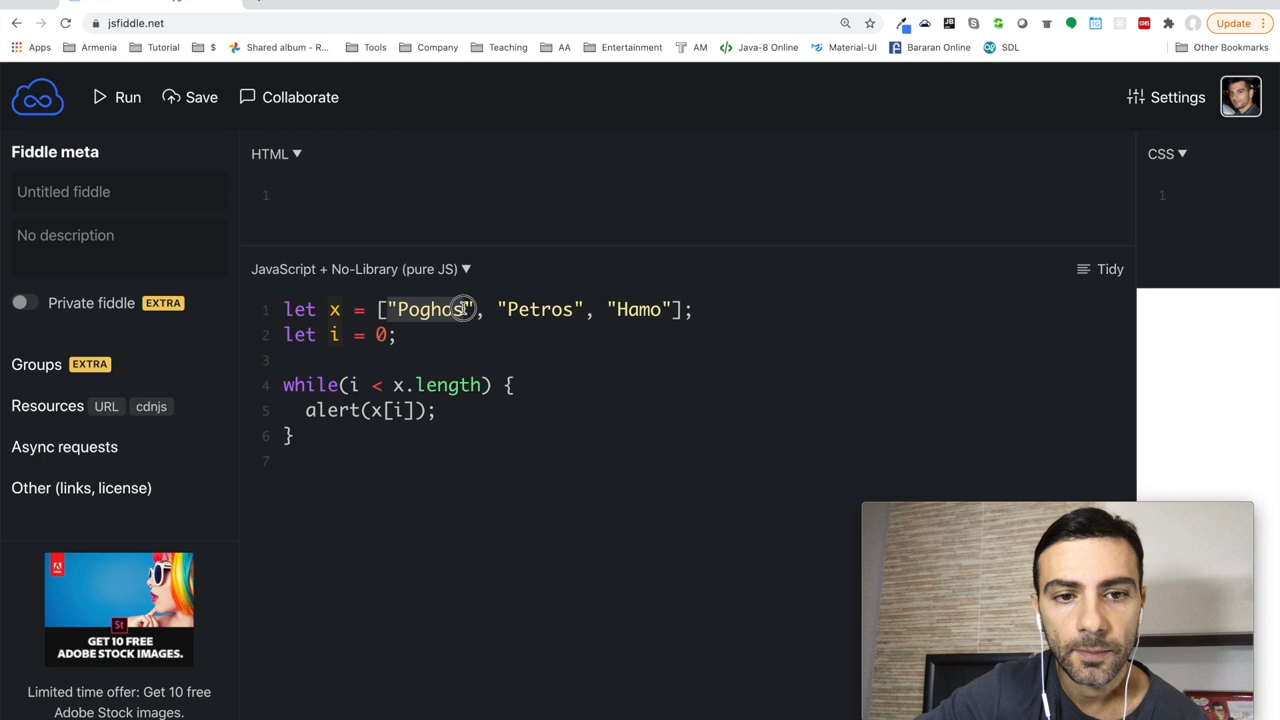 jsfiddle.net
Update
Apps
Armenia
Tutorial
$
Shared album - R...
Tools
Company
Teaching
AA
Entertainment
AM
Java-8 Online
Material-UI
Bararan Online
SDL
Other Bookmarks
Run
Save
Collaborate
Settings
Fiddle meta
Untitled fiddle
No description
Private fiddle EXTRA
Groups EXTRA
Resources URL cdnjs
Async requests
Other (links, license)
St
GET 10 FREE
ADOBE STOCK IMAGES.
Limited time offer: Get 10 free
Adobe Stock images.
HTML
1
CSS
1
JavaScript + No-Library (pure JS)
Tidy
1 let x = ["Poghos", "Petros", "Hamo"];
2 let i = 0;
3
4 while(i < x.length) {
5 alert(x[i]);
6 }
7